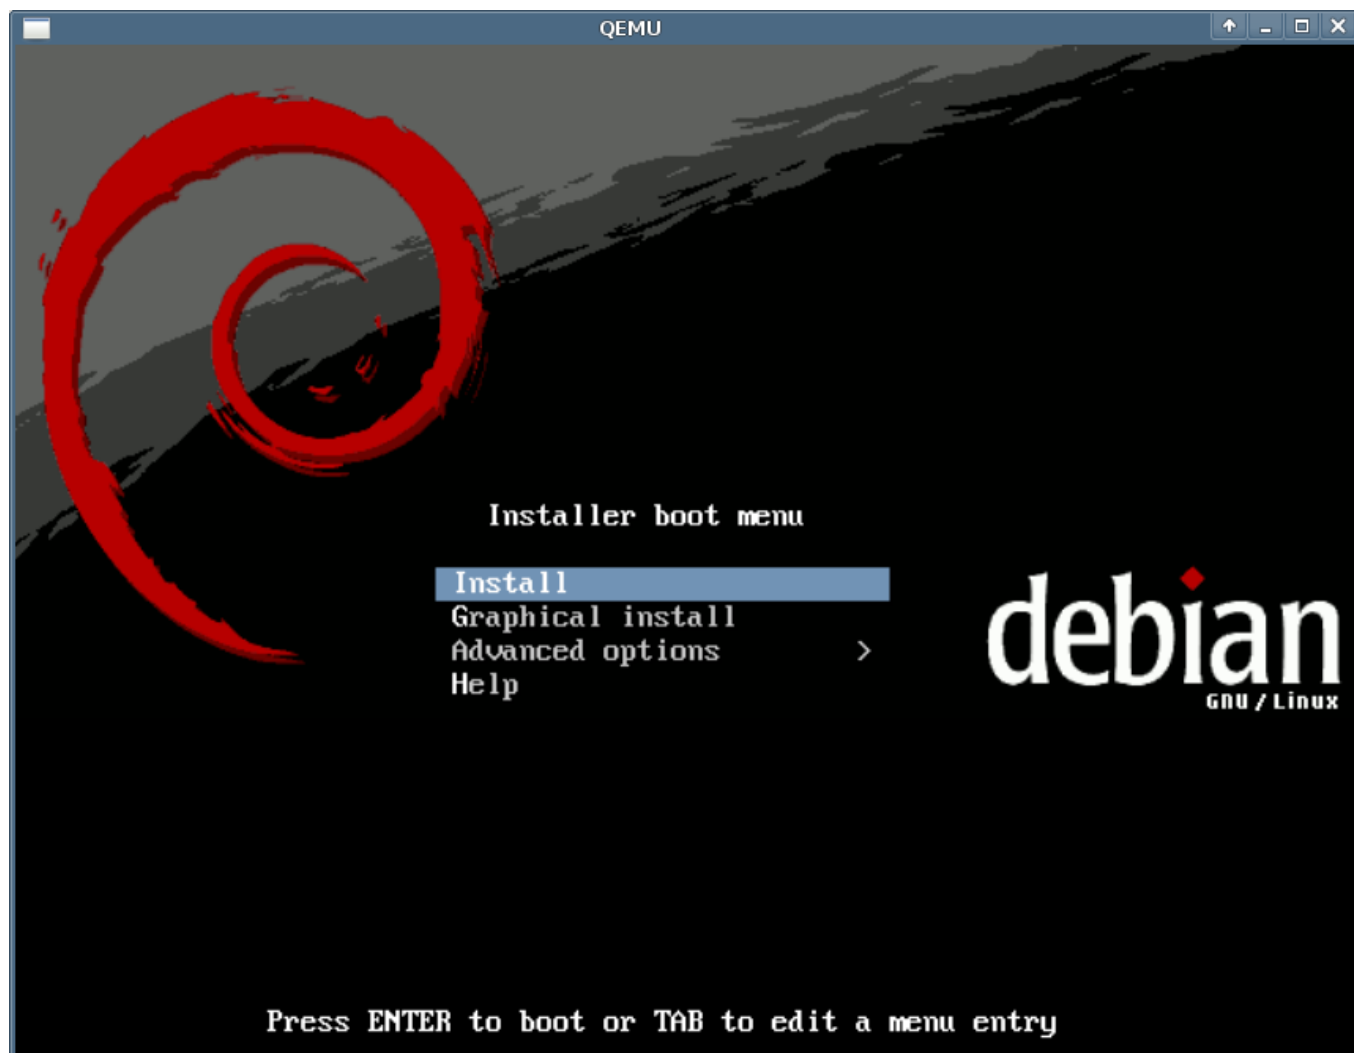 QEMU
Installer boot menu
Install
Graphical install
Advanced options >
Help
debian
GNU/Linux
Press ENTER to boot or TAB to edit a menu entry